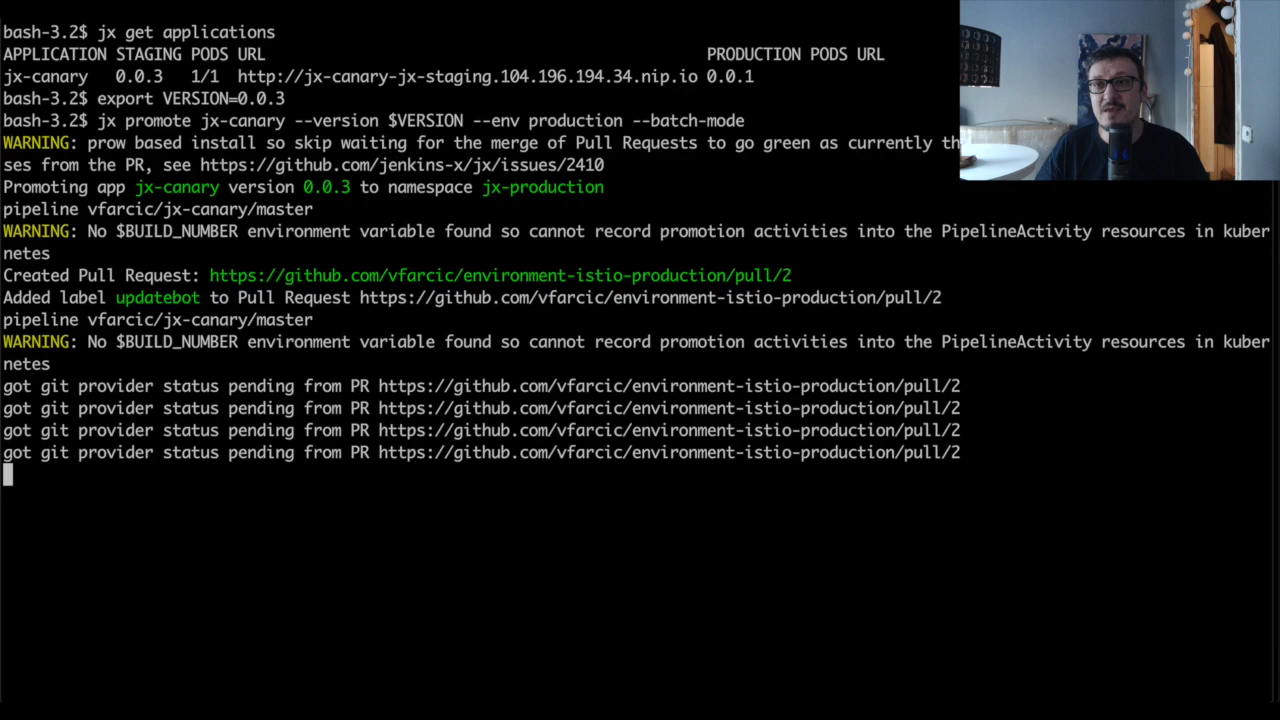 bash-3.2$ jx get applications
APPLICATION STAGING PODS URL PRODUCTION PODS URL
jx-canary 0.0.3 1/1 http://jx-canary-jx-staging.104.196.194.34.nip.io 0.0.1
bash-3.2$ export VERSION=0.0.3
bash-3.2$ jx promote jx-canary --version $VERSION --env production --batch-mode
WARNING: prow based install so skip waiting for the merge of Pull Requests to go green as currently th
ses from the PR, see https://github.com/jenkins-x/jx/issues/2410
Promoting app jx-canary version 0.0.3 to namespace jx-production
pipeline vfarcic/jx-canary/master
WARNING: No $BUILD_NUMBER environment variable found so cannot record promotion activities into the PipelineActivity resources in kuber
netes
Created Pull Request: https://github.com/vfarcic/environment-istio-production/pull/2
Added label updatebot to Pull Request https://github.com/vfarcic/environment-istio-production/pull/2
pipeline vfarcic/jx-canary/master
WARNING: No $BUILD_NUMBER environment variable found so cannot record promotion activities into the PipelineActivity resources in kuber
netes
got git provider status pending from PR https://github.com/vfarcic/environment-istio-production/pull/2
got git provider status pending from PR https://github.com/vfarcic/environment-istio-production/pull/2
got git provider status pending from PR https://github.com/vfarcic/environment-istio-production/pull/2
got git provider status pending from PR https://github.com/vfarcic/environment-istio-production/pull/2